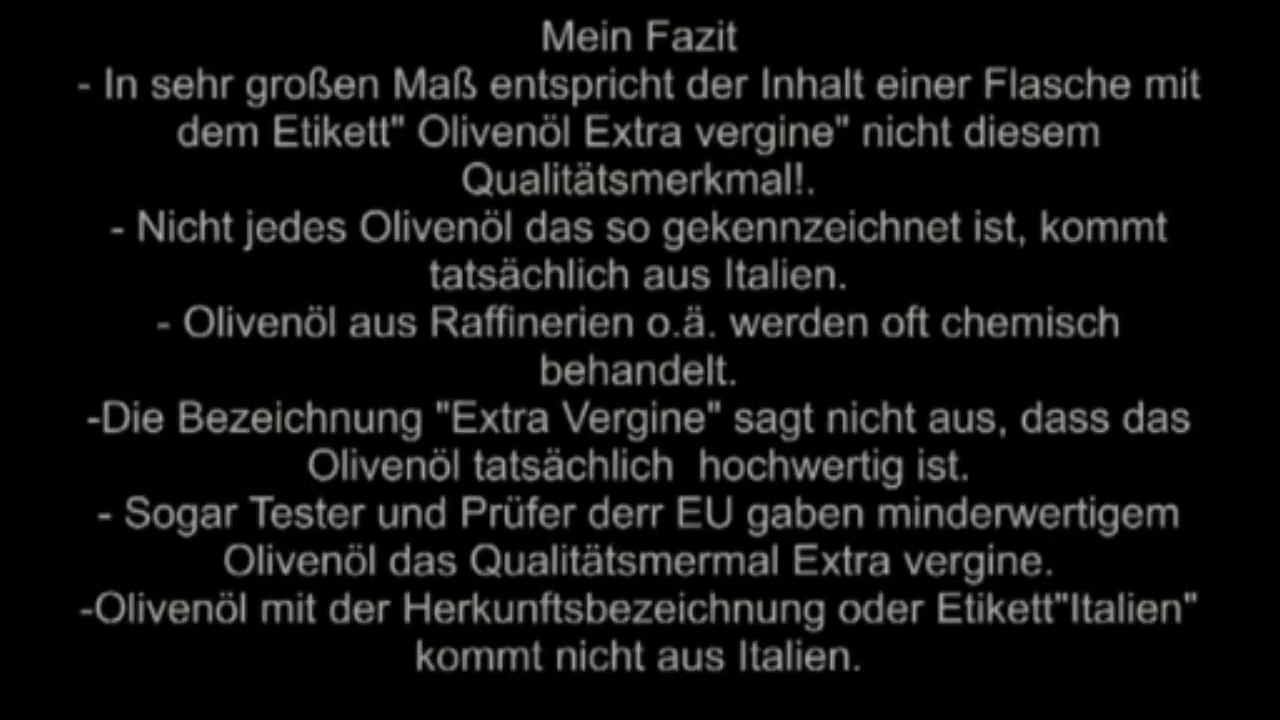 Mein Fazit
- In sehr großen Maß entspricht der Inhalt einer Flasche mit
dem Etikett" Olivenöl Extra vergine" nicht diesem
Qualitätsmerkmal!.
- Nicht jedes Olivenöl das so gekennzeichnet ist, kommt
tatsächlich aus Italien.
- Olivenöl aus Raffinerien o.ä. werden oft chemisch
behandelt.
-Die Bezeichnung "Extra Vergine" sagt nicht aus, dass das
Olivenöl tatsächlich  hochwertig ist.
- Sogar Tester und Prüfer derr EU gaben minderwertigem
Olivenöl das Qualitätsmermal Extra vergine.
-Olivenöl mit der Herkunftsbezeichnung oder Etikett"Italien"
kommt nicht aus Italien.